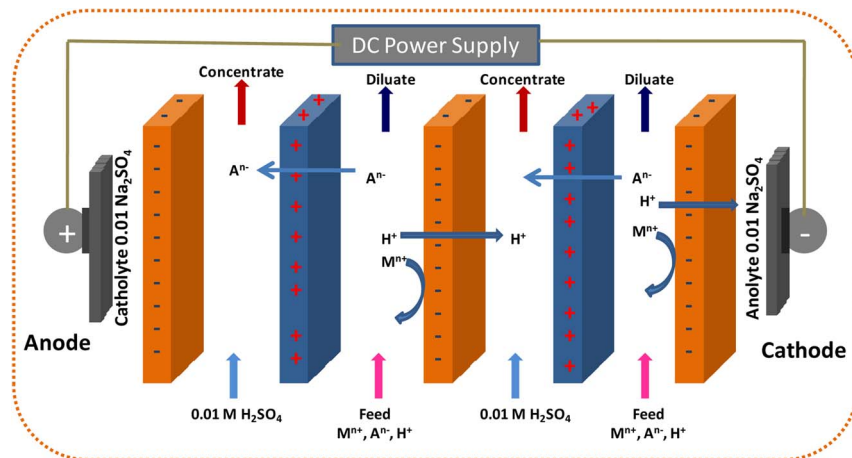 DC Power Supply
Concentrate
Diluate
Concentrate
Diluate
Aⁿ⁻
Aⁿ⁻
Aⁿ⁻
H⁺
H⁺
H⁺
Mⁿ⁺
Mⁿ⁺
+
-
Catholyte 0.01 Na₂SO₄
Anolyte 0.01 Na₂SO₄
Anode
Cathode
0.01 M H₂SO₄
Feed
Mⁿ⁺, Aⁿ⁻, H⁺
0.01 M H₂SO₄
Feed
Mⁿ⁺, Aⁿ⁻, H⁺